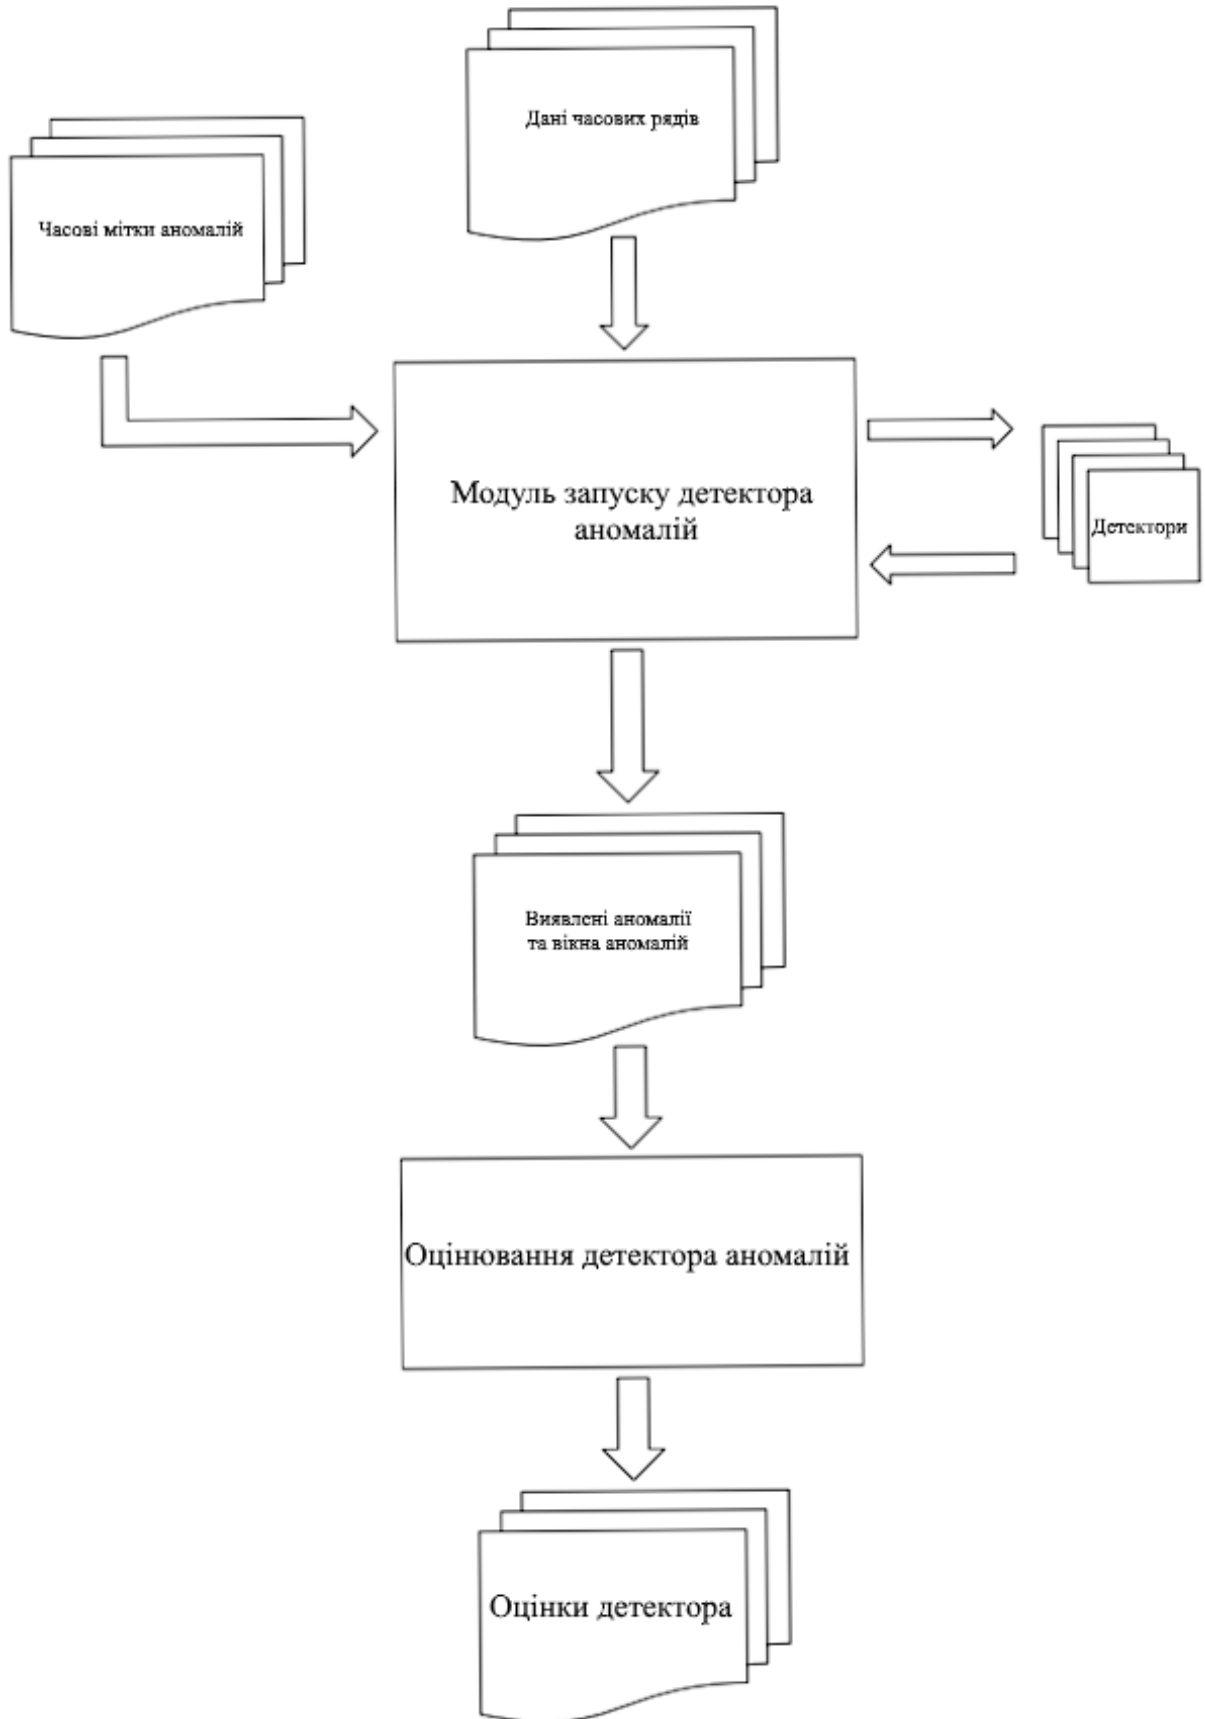 Дані часових рядів
Часові мітки аномалій
Модуль запуску детектора
аномалій
Детектори
Виявлені аномалії
та вікна аномалій
Оцінювання детектора аномалій
Оцінки детектора